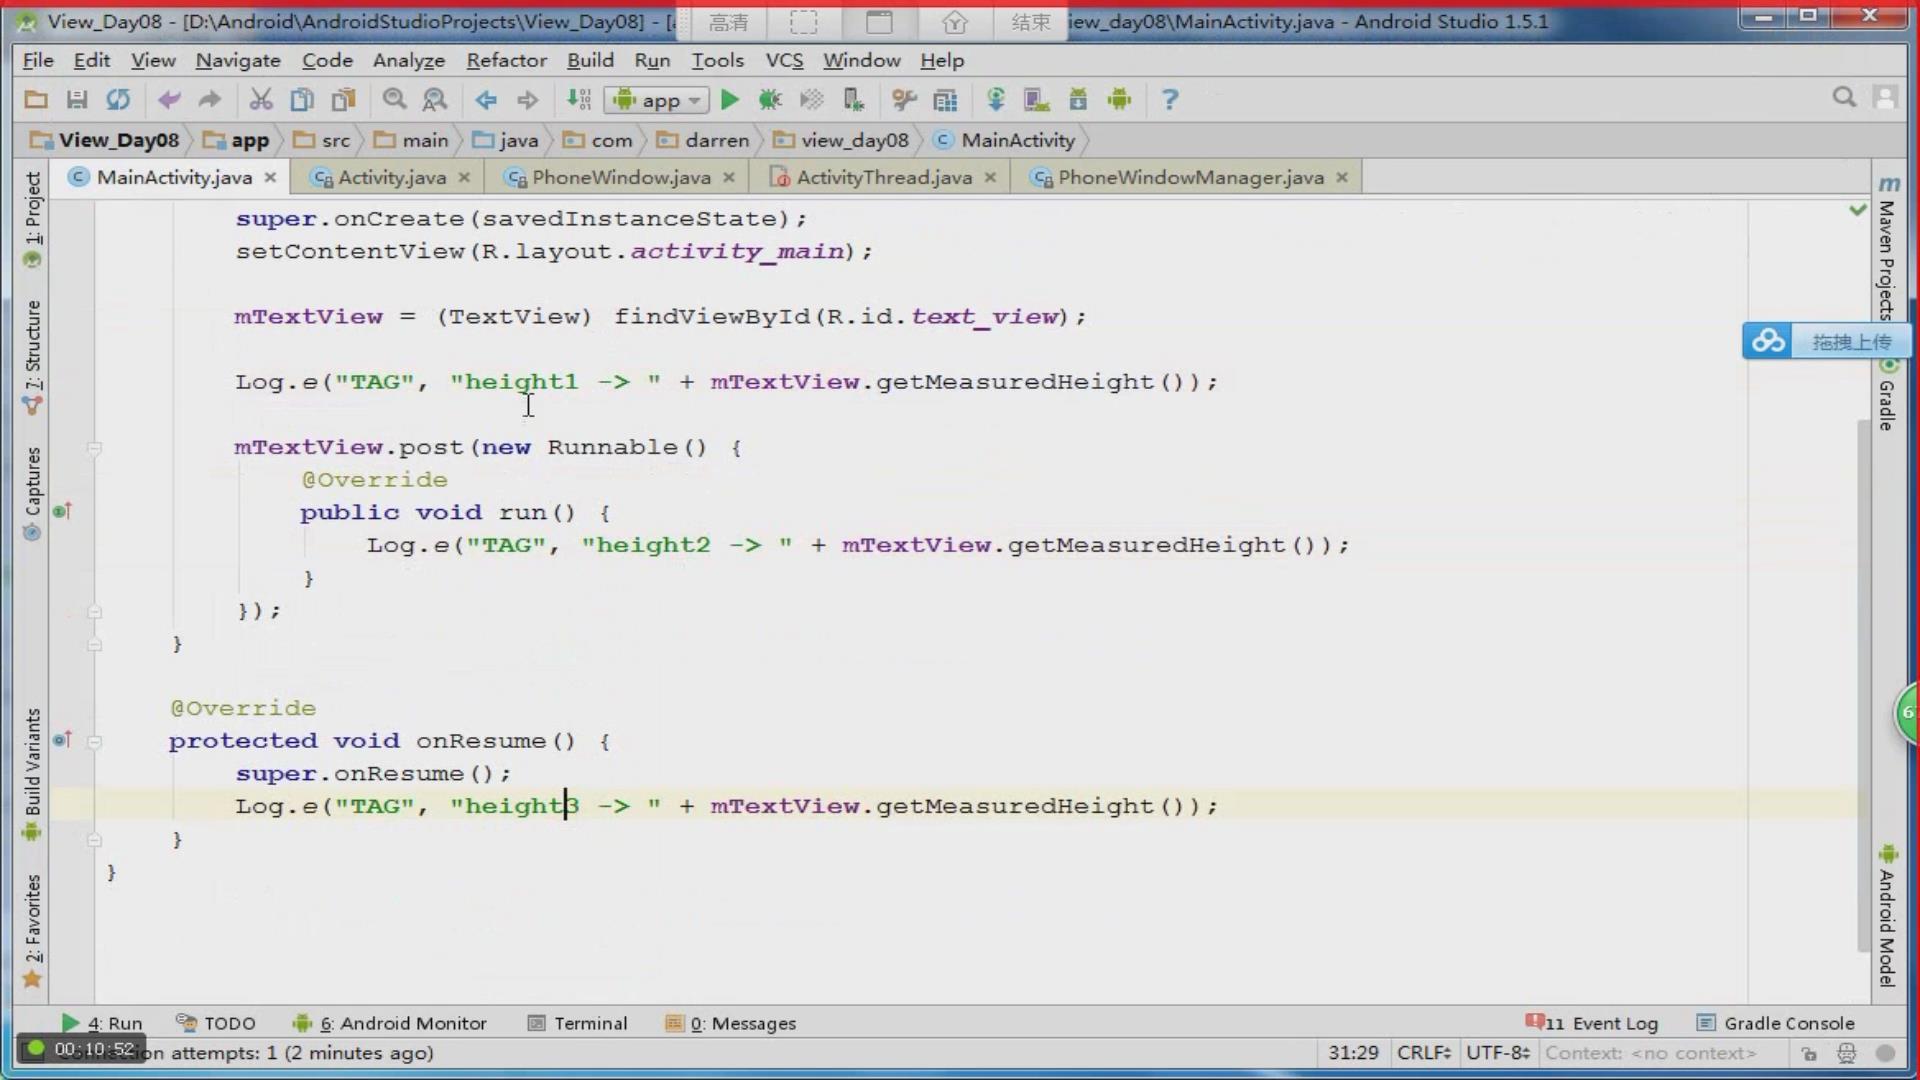 View_Day08 - [D:\Android\AndroidStudioProjects\View_Day08] - [
高清
结束
iew_day08\MainActivity.java - Android Studio 1.5.1
File Edit View Navigate Code Analyze Refactor Build Run Tools VCS Window Help
app
View_Day08 app src main java com darren view_day08 MainActivity
MainActivity.java Activity.java PhoneWindow.java ActivityThread.java PhoneWindowManager.java
super.onCreate(savedInstanceState);
setContentView(R.layout.activity_main);
mTextView = (TextView) findViewById(R.id.text_view);
Log.e("TAG", "height1 -> " + mTextView.getMeasuredHeight());
mTextView.post(new Runnable() {
@Override
public void run() {
Log.e("TAG", "height2 -> " + mTextView.getMeasuredHeight());
}
});
}
@Override
protected void onResume() {
super.onResume();
Log.e("TAG", "height3 -> " + mTextView.getMeasuredHeight());
}
}
1: Project
7: Structure
Captures
Build Variants
2: Favorites
Maven Projects
拖拽上传
Gradle
Android Model
4: Run TODO 6: Android Monitor Terminal 0: Messages
11 Event Log Gradle Console
00:10:52
attempts: 1 (2 minutes ago)
31:29 CRLF UTF-8 Context: <no context>